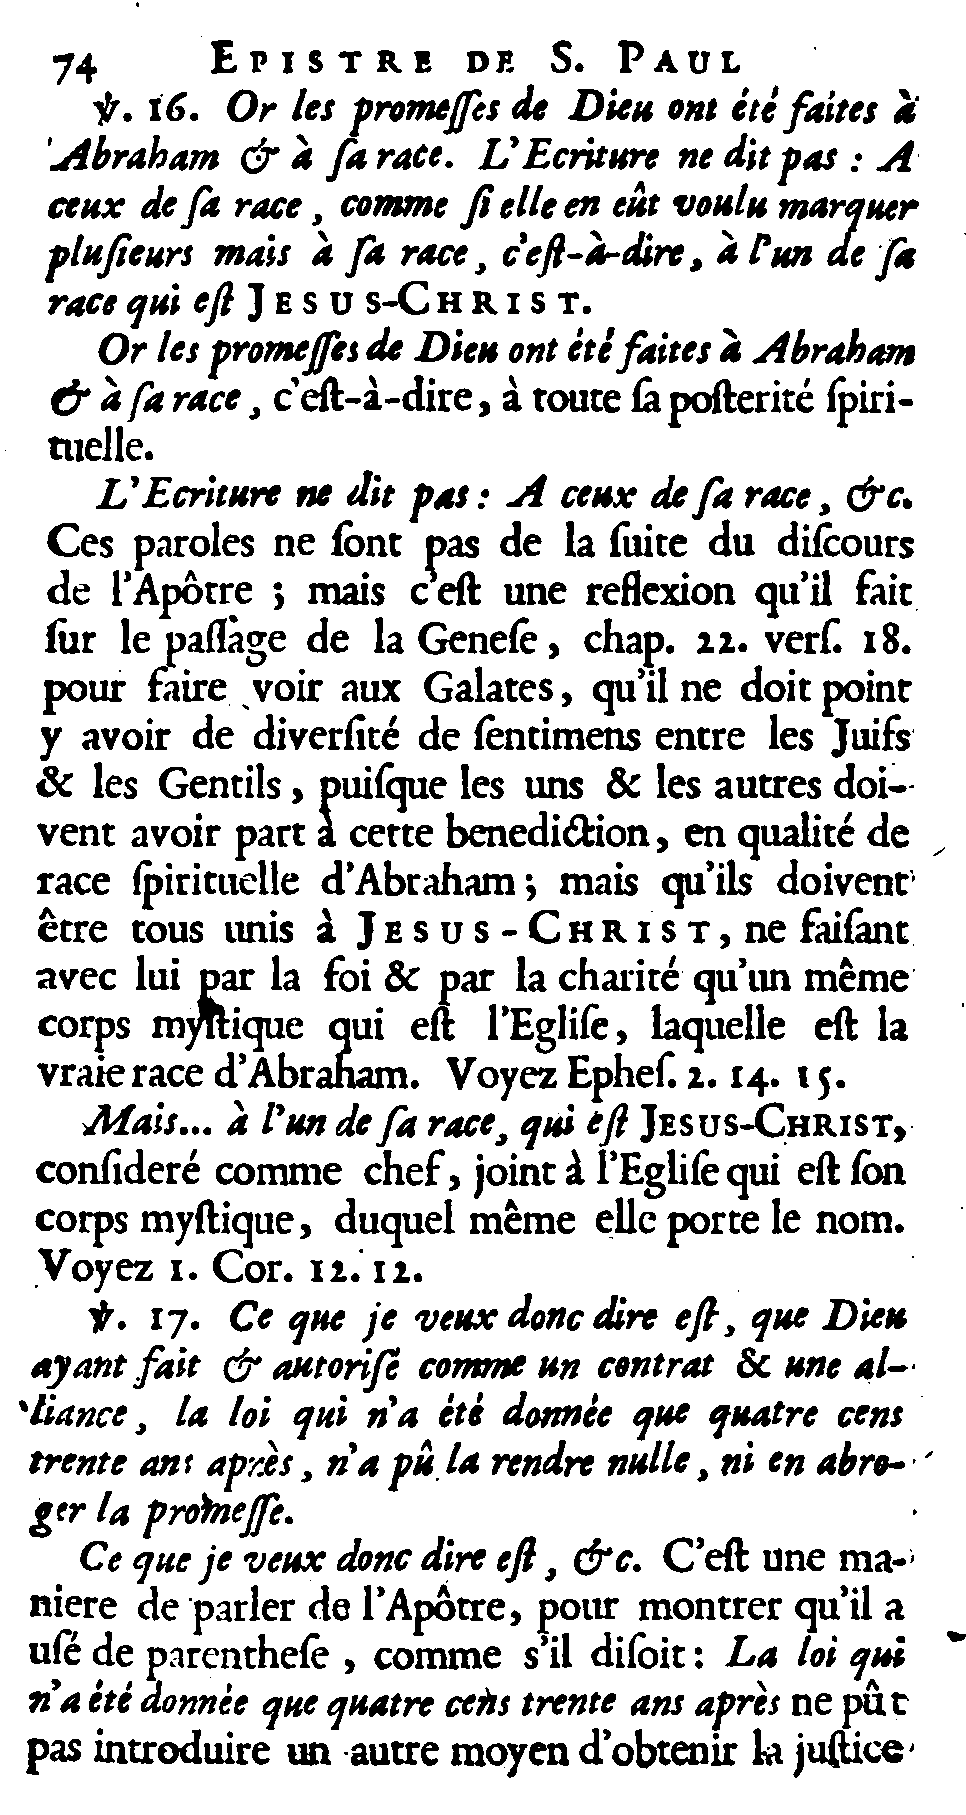 74 EPISTRE DE S. PAUL
℣. 16. Or les promeſſes de Dieu ont été faites à
Abraham & à ſa race. L'Ecriture ne dit pas : A
ceux de ſa race, comme ſi elle en eût voulu marquer
pluſieurs mais à ſa race, c'eſt-à-dire, à l'un de ſa
race qui eſt JESUS-CHRIST.
Or les promeſſes de Dieu ont été faites à Abraham
& à ſa race, c'eſt-à-dire, à toute ſa poſterité ſpiri-
tuelle.
L'Ecriture ne dit pas : A ceux de ſa race, &c.
Ces paroles ne ſont pas de la ſuite du diſcours
de l'Apôtre ; mais c'eſt une reflexion qu'il fait
ſur le paſſage de la Geneſe, chap. 22. verſ. 18.
pour faire voir aux Galates, qu'il ne doit point
y avoir de diverſité de ſentimens entre les Juifs
& les Gentils, puiſque les uns & les autres doi-
vent avoir part à cette benediction, en qualité de
race ſpirituelle d'Abraham ; mais qu'ils doivent
être tous unis à JESUS-CHRIST, ne faiſant
avec lui par la foi & par la charité qu'un même
corps myſtique qui eſt l'Egliſe, laquelle eſt la
vraie race d'Abraham. Voyez Epheſ. 2. 14. 15.
Mais... à l'un de ſa race, qui eſt JESUS-CHRIST,
conſideré comme chef, joint à l'Egliſe qui eſt ſon
corps myſtique, duquel même elle porte le nom.
Voyez 1. Cor. 12. 12.
℣. 17. Ce que je veux donc dire eſt, que Dieu
ayant fait & autoriſé comme un contrat & une al-
liance, la loi qui n'a été donnée que quatre cens
trente ans après, n'a pû la rendre nulle, ni en abro-
ger la promeſſe.
Ce que je veux donc dire eſt, &c. C'eſt une ma-
niere de parler de l'Apôtre, pour montrer qu'il a
uſé de parentheſe, comme s'il diſoit : La loi qui
n'a été donnée que quatre cens trente ans après ne pût
pas introduire un autre moyen d'obtenir la juſtice